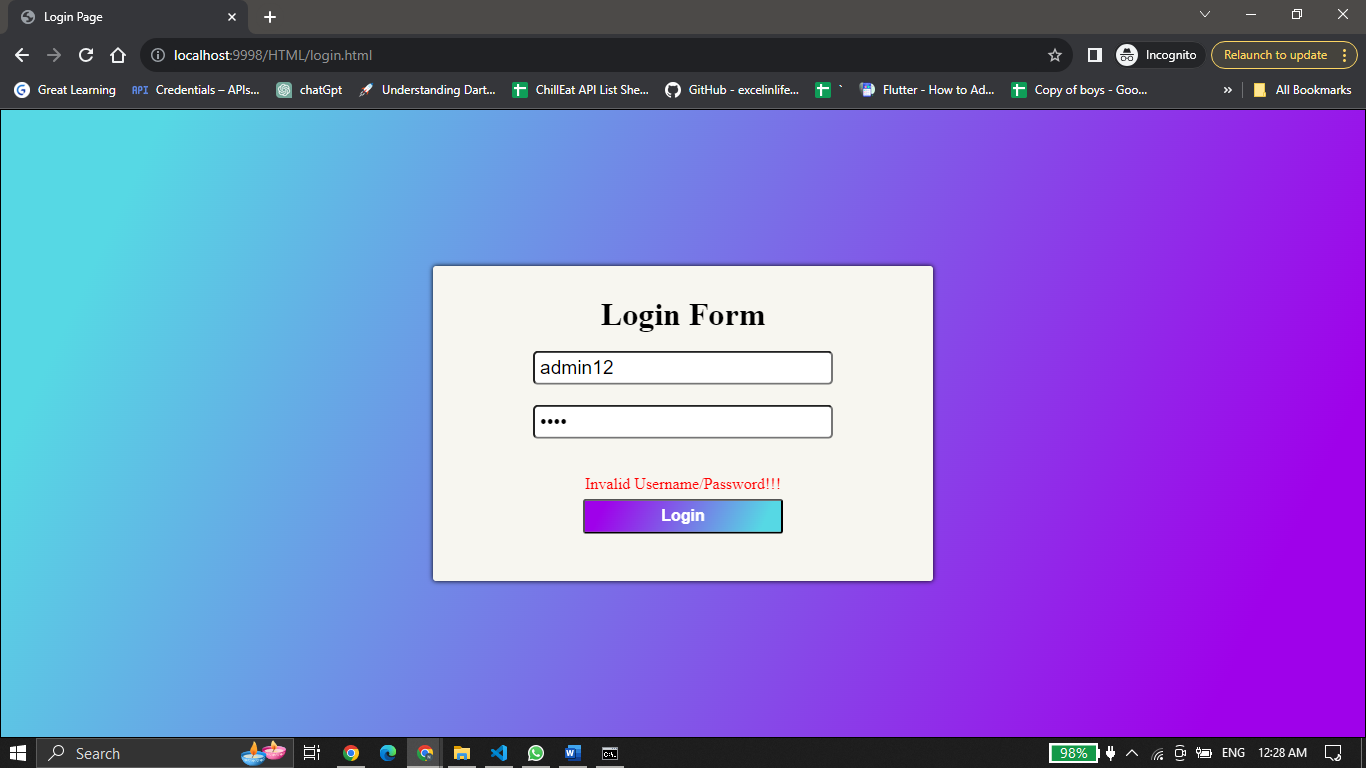 Login Page
localhost:9998/HTML/login.html
Incognito
Relaunch to update
Great Learning
API Credentials – APIs...
chatGpt
Understanding Dart...
ChillEat API List She...
GitHub - excelinlife...
`
Flutter - How to Ad...
Copy of boys - Goo...
»
All Bookmarks
Login Form
admin12
••••
Invalid Username/Password!!!
Login
Search
98%
ENG
12:28 AM